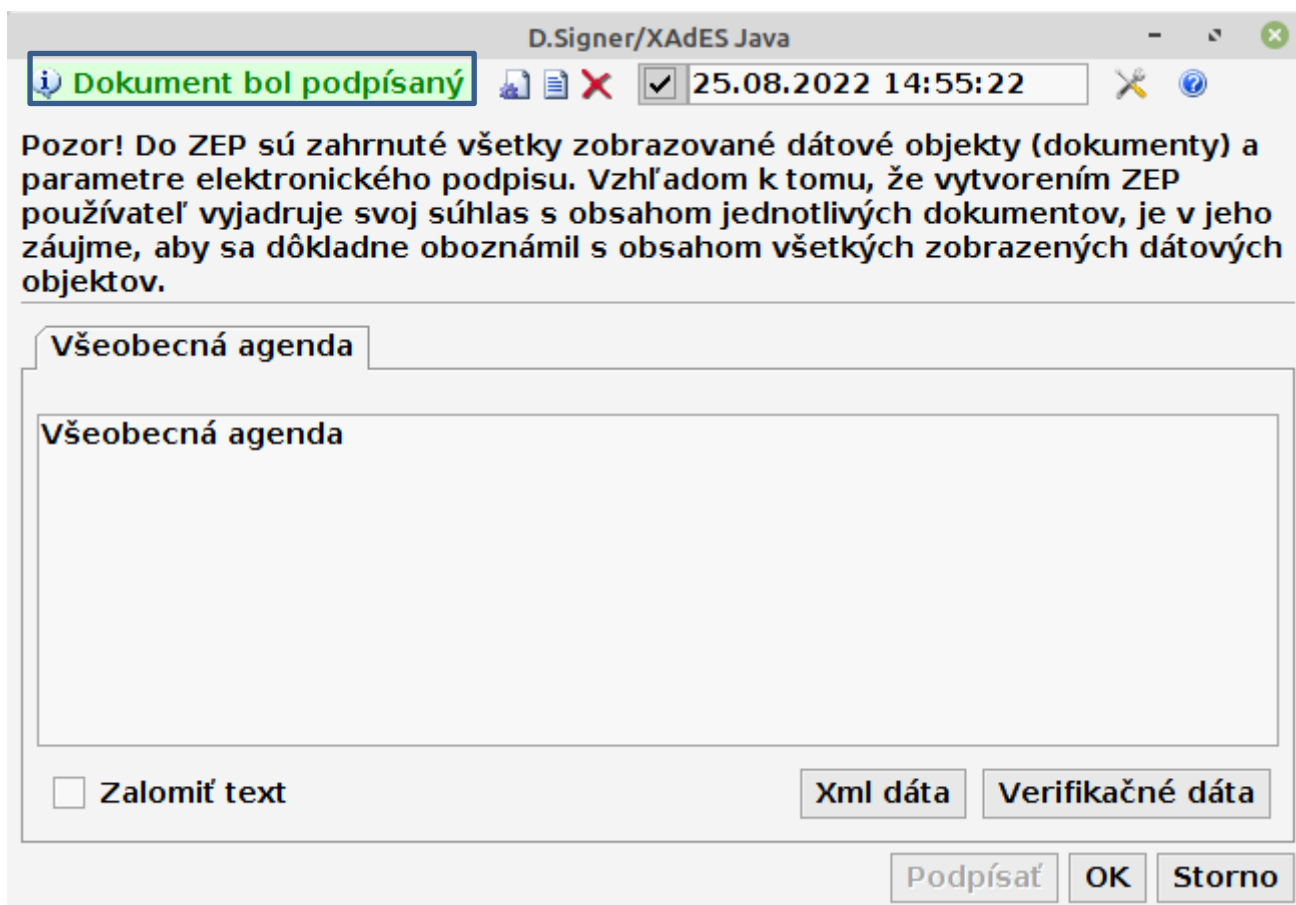 D.Signer/XAdES Java
Dokument bol podpísaný
25.08.2022 14:55:22
Pozor! Do ZEP sú zahrnuté všetky zobrazované dátové objekty (dokumenty) a
parametre elektronického podpisu. Vzhľadom k tomu, že vytvorením ZEP
používateľ vyjadruje svoj súhlas s obsahom jednotlivých dokumentov, je v jeho
záujme, aby sa dôkladne oboznámil s obsahom všetkých zobrazených dátových
objektov.
Všeobecná agenda
Všeobecná agenda
Zalomiť text
Xml dáta
Verifikačné dáta
Podpísať
OK
Storno